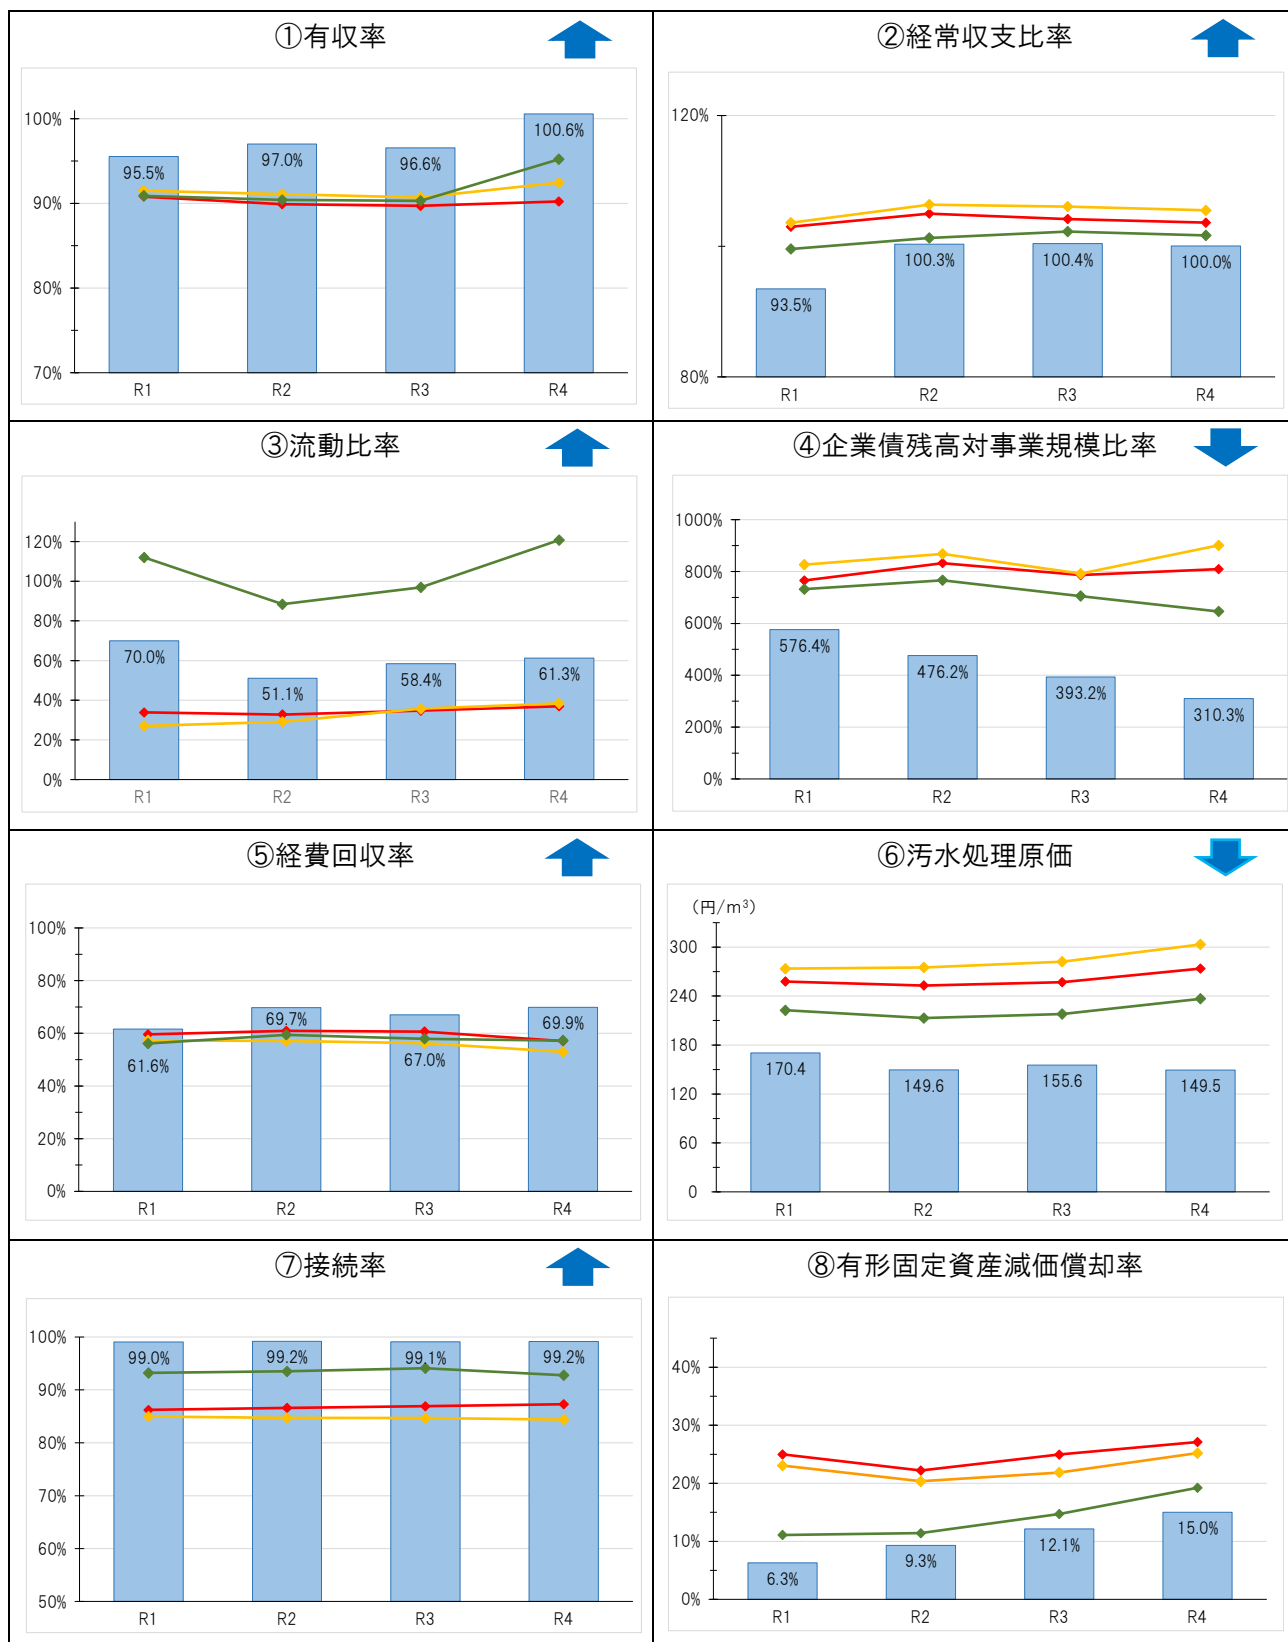 ①有収率
100%
90%
80%
70%
95.5%
97.0%
96.6%
100.6%
R1
R2
R3
R4
②経常収支比率
120%
80%
93.5%
100.3%
100.4%
100.0%
R1
R2
R3
R4
③流動比率
120%
100%
80%
60%
40%
20%
0%
70.0%
51.1%
58.4%
61.3%
R1
R2
R3
R4
④企業債残高対事業規模比率
1000%
800%
600%
400%
200%
0%
576.4%
476.2%
393.2%
310.3%
R1
R2
R3
R4
⑤経費回収率
100%
80%
60%
40%
20%
0%
61.6%
69.7%
67.0%
69.9%
R1
R2
R3
R4
⑥汚水処理原価
（円/m³）
300
240
180
120
60
0
170.4
149.6
155.6
149.5
R1
R2
R3
R4
⑦接続率
100%
90%
80%
70%
60%
50%
99.0%
99.2%
99.1%
99.2%
R1
R2
R3
R4
⑧有形固定資産減価償却率
40%
30%
20%
10%
0%
6.3%
9.3%
12.1%
15.0%
R1
R2
R3
R4